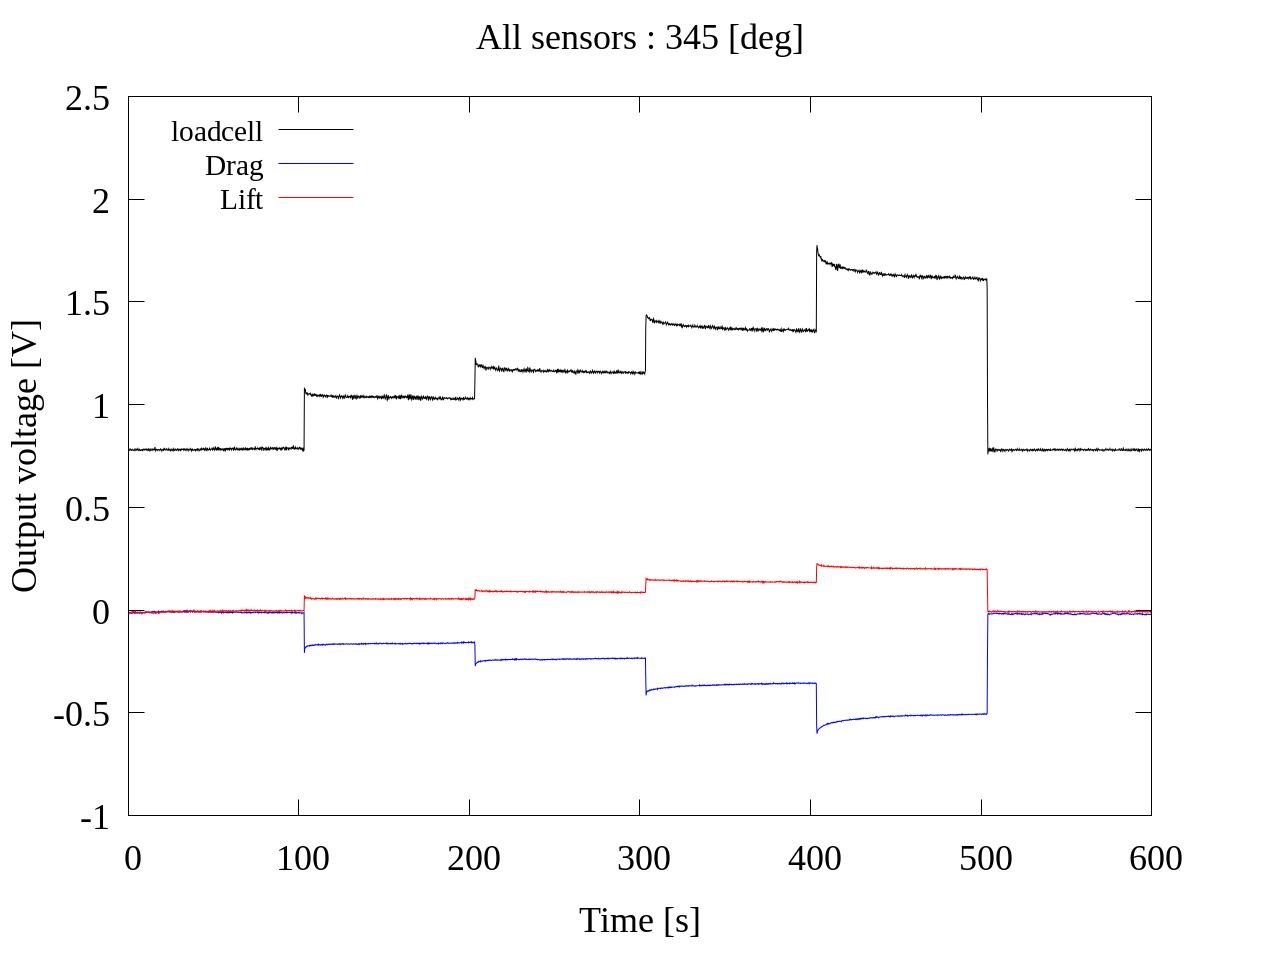 All sensors : 345 [deg]
2.5
loadcell
Drag
2
Lift
1.5
1
0.5
0
-0.5
-1
Output voltage [V]
0 100 200 300 400 500 600
Time [s]